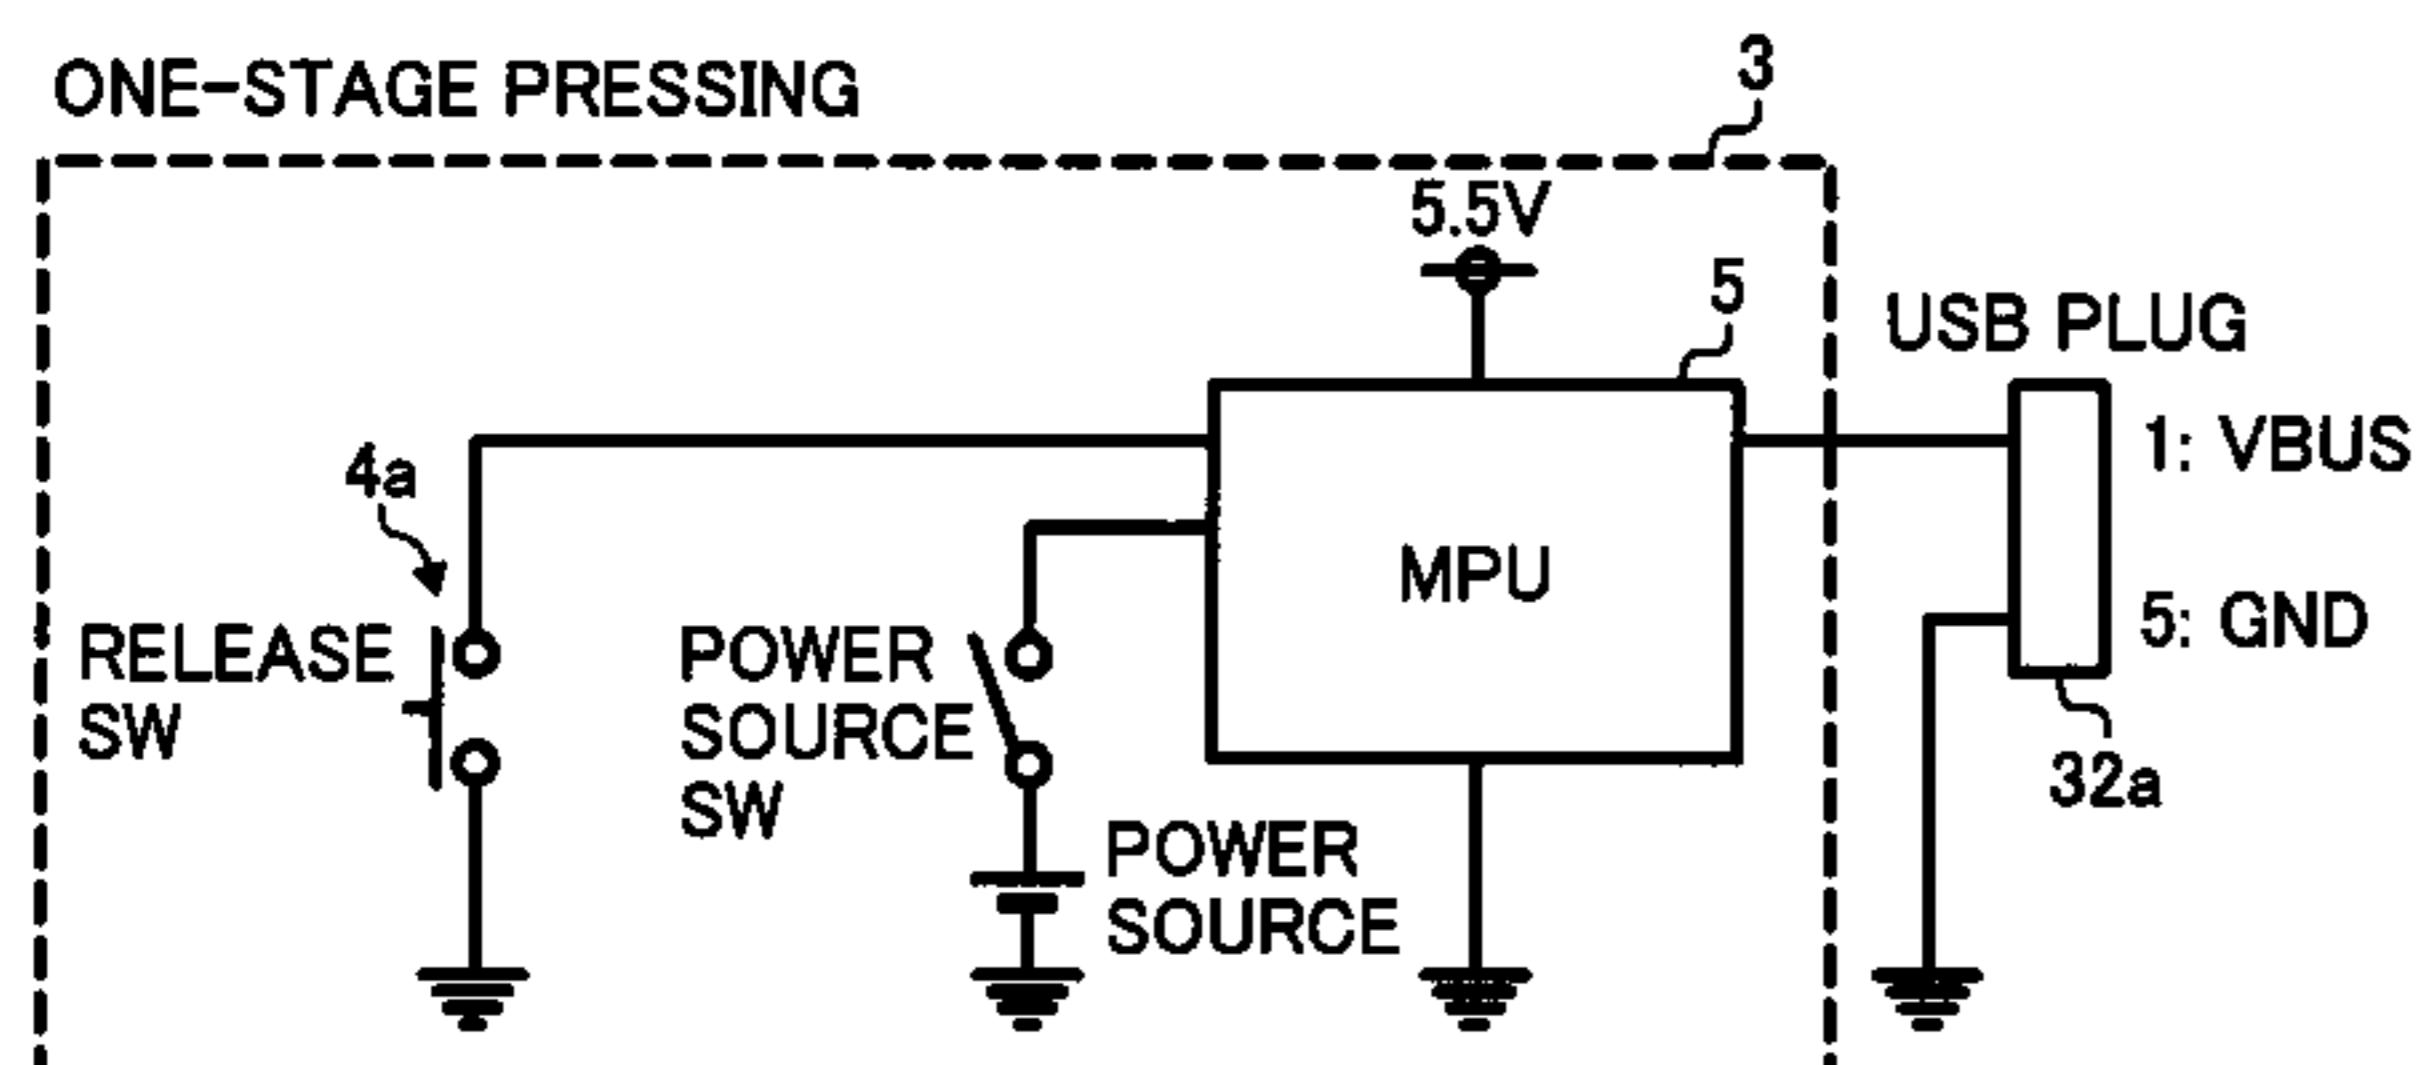 ONE-STAGE PRESSING
3
5.5V
5
USB PLUG
1: VBUS
4a
MPU
5: GND
RELEASE
SW
POWER
SOURCE
SW
32a
POWER
SOURCE